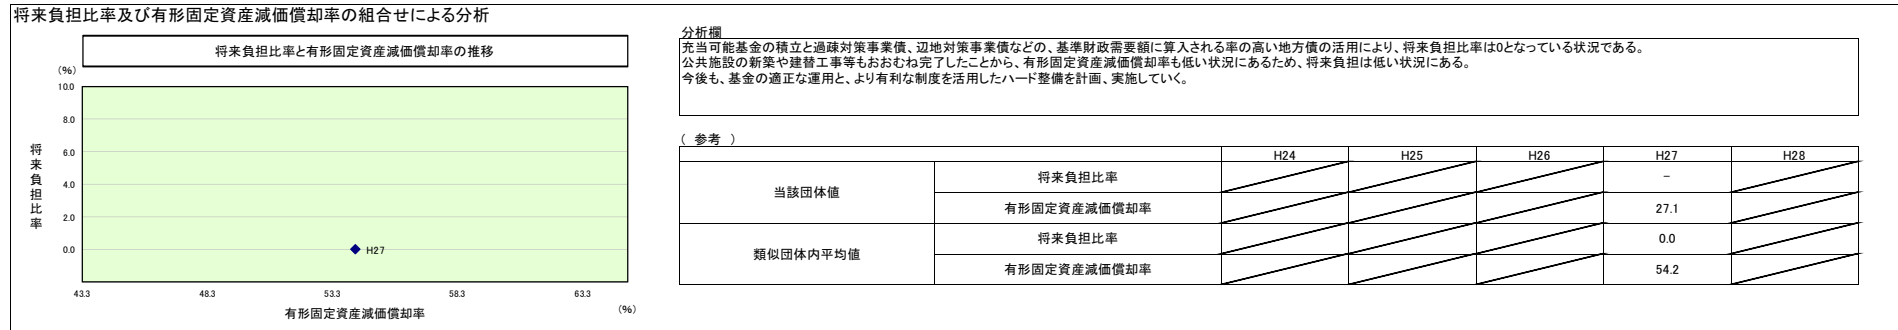 将来負担比率及び有形固定資産減価償却率の組合せによる分析
将来負担比率と有形固定資産減価償却率の推移
(%)
10.0
8.0
6.0
4.0
2.0
0.0
将来負担比率
H27
43.3 48.3 53.3 58.3 63.3
有形固定資産減価償却率
(%)
分析欄
充当可能基金の積立と過疎対策事業債、辺地対策事業債などの、基準財政需要額に算入される率の高い地方債の活用により、将来負担比率は0となっている状況である。
公共施設の新築や建替工事等もおおむね完了したことから、有形固定資産減価償却率も低い状況にあるため、将来負担は低い状況にある。
今後も、基金の適正な運用と、より有利な制度を活用したハード整備を計画、実施していく。
( 参考 )
H24 H25 H26 H27 H28
当該団体値
将来負担比率 -
有形固定資産減価償却率 27.1
類似団体内平均値
将来負担比率 0.0
有形固定資産減価償却率 54.2